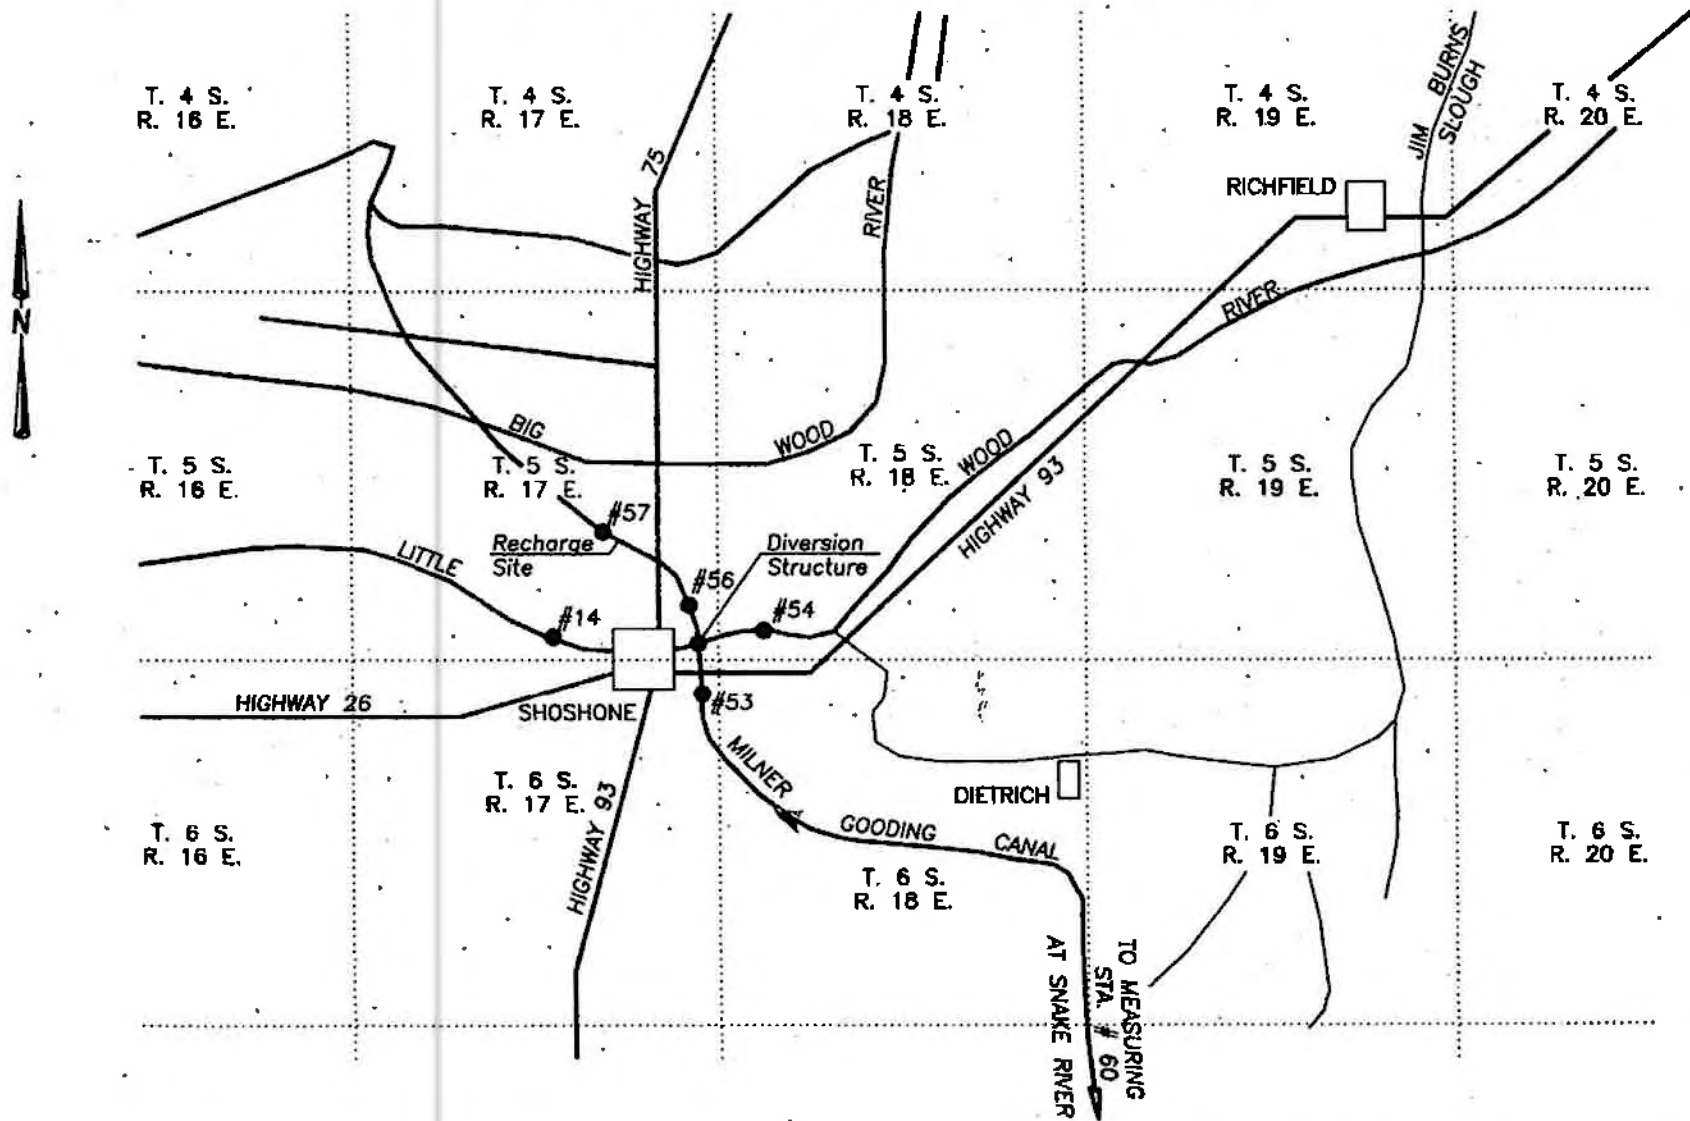 T. 4 S.
R. 16 E.
T. 4 S.
R. 17 E.
T. 4 S.
R. 18 E.
T. 4 S.
R. 19 E.
T. 4 S.
R. 20 E.
JIM BURNS
SLOUGH
HIGHWAY 75
RIVER
RICHFIELD
N
RIVER
BIG
WOOD
WOOD
HIGHWAY 93
T. 5 S.
R. 16 E.
T. 5 S.
R. 17 E.
T. 5 S.
R. 18 E.
T. 5 S.
R. 19 E.
T. 5 S.
R. 20 E.
#57
Recharge
Site
Diversion
Structure
LITTLE
#56
#54
#14
HIGHWAY 26
SHOSHONE
#53
MILNER
GOODING
CANAL
DIETRICH
HIGHWAY 93
T. 6 S.
R. 16 E.
T. 6 S.
R. 17 E.
T. 6 S.
R. 18 E.
T. 6 S.
R. 19 E.
T. 6 S.
R. 20 E.
TO MEASURING
STA. # 60
AT SNAKE RIVER